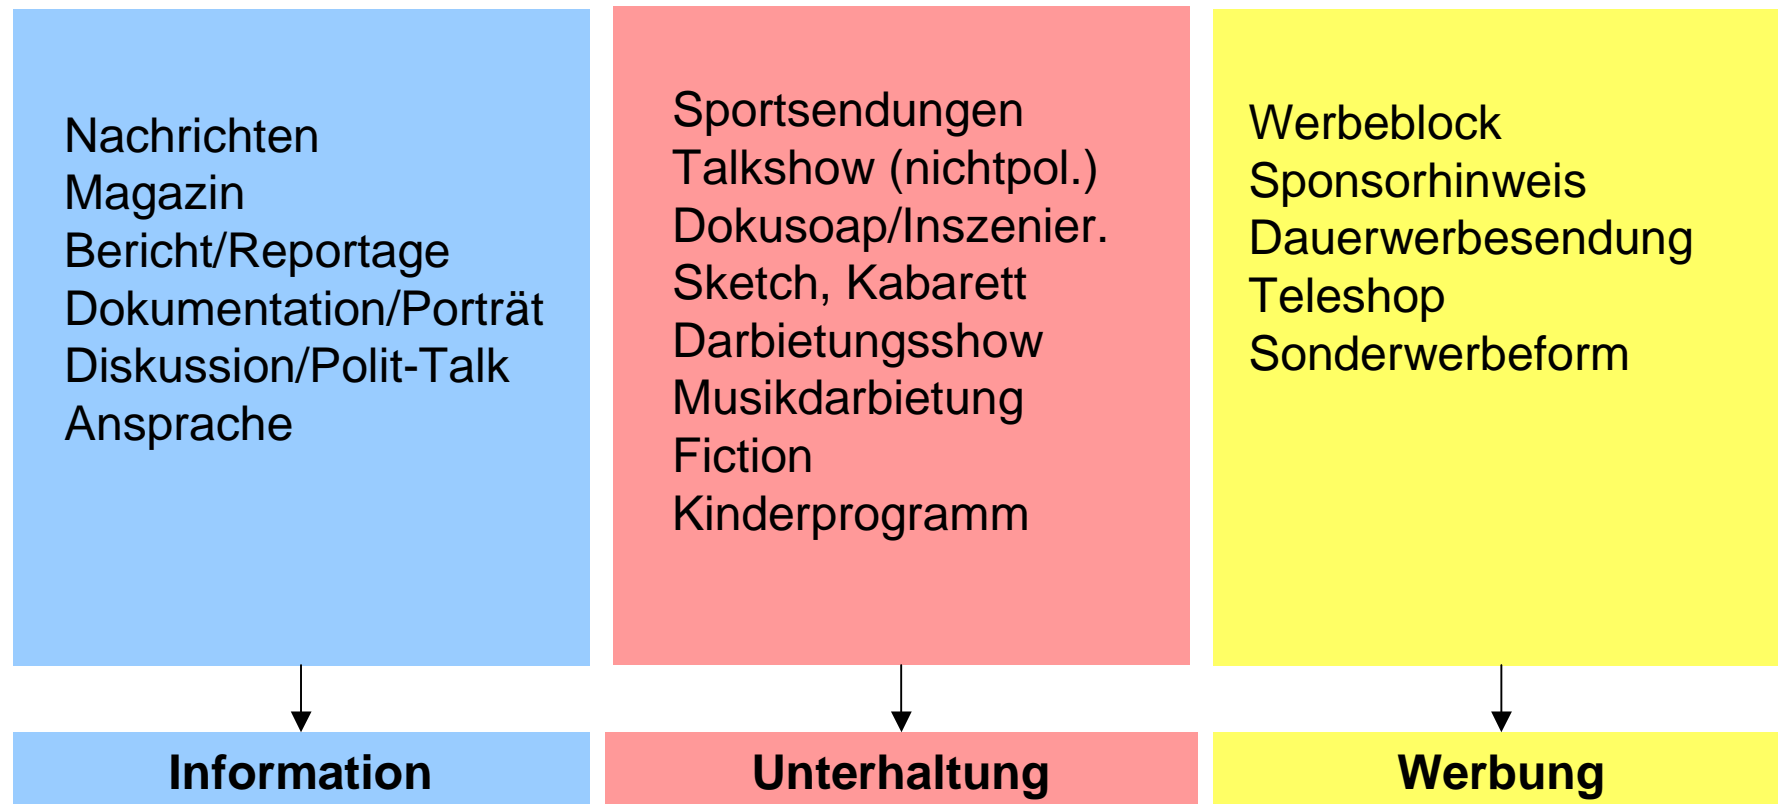 Nachrichten
Magazin
Bericht/Reportage
Dokumentation/Porträt
Diskussion/Polit-Talk
Ansprache
Sportsendungen
Talkshow (nichtpol.)
Dokusoap/Inszenier.
Sketch, Kabarett
Darbietungsshow
Musikdarbietung
Fiction
Kinderprogramm
Werbeblock
Sponsorhinweis
Dauerwerbesendung
Teleshop
Sonderwerbeform
Information
Unterhaltung
Werbung